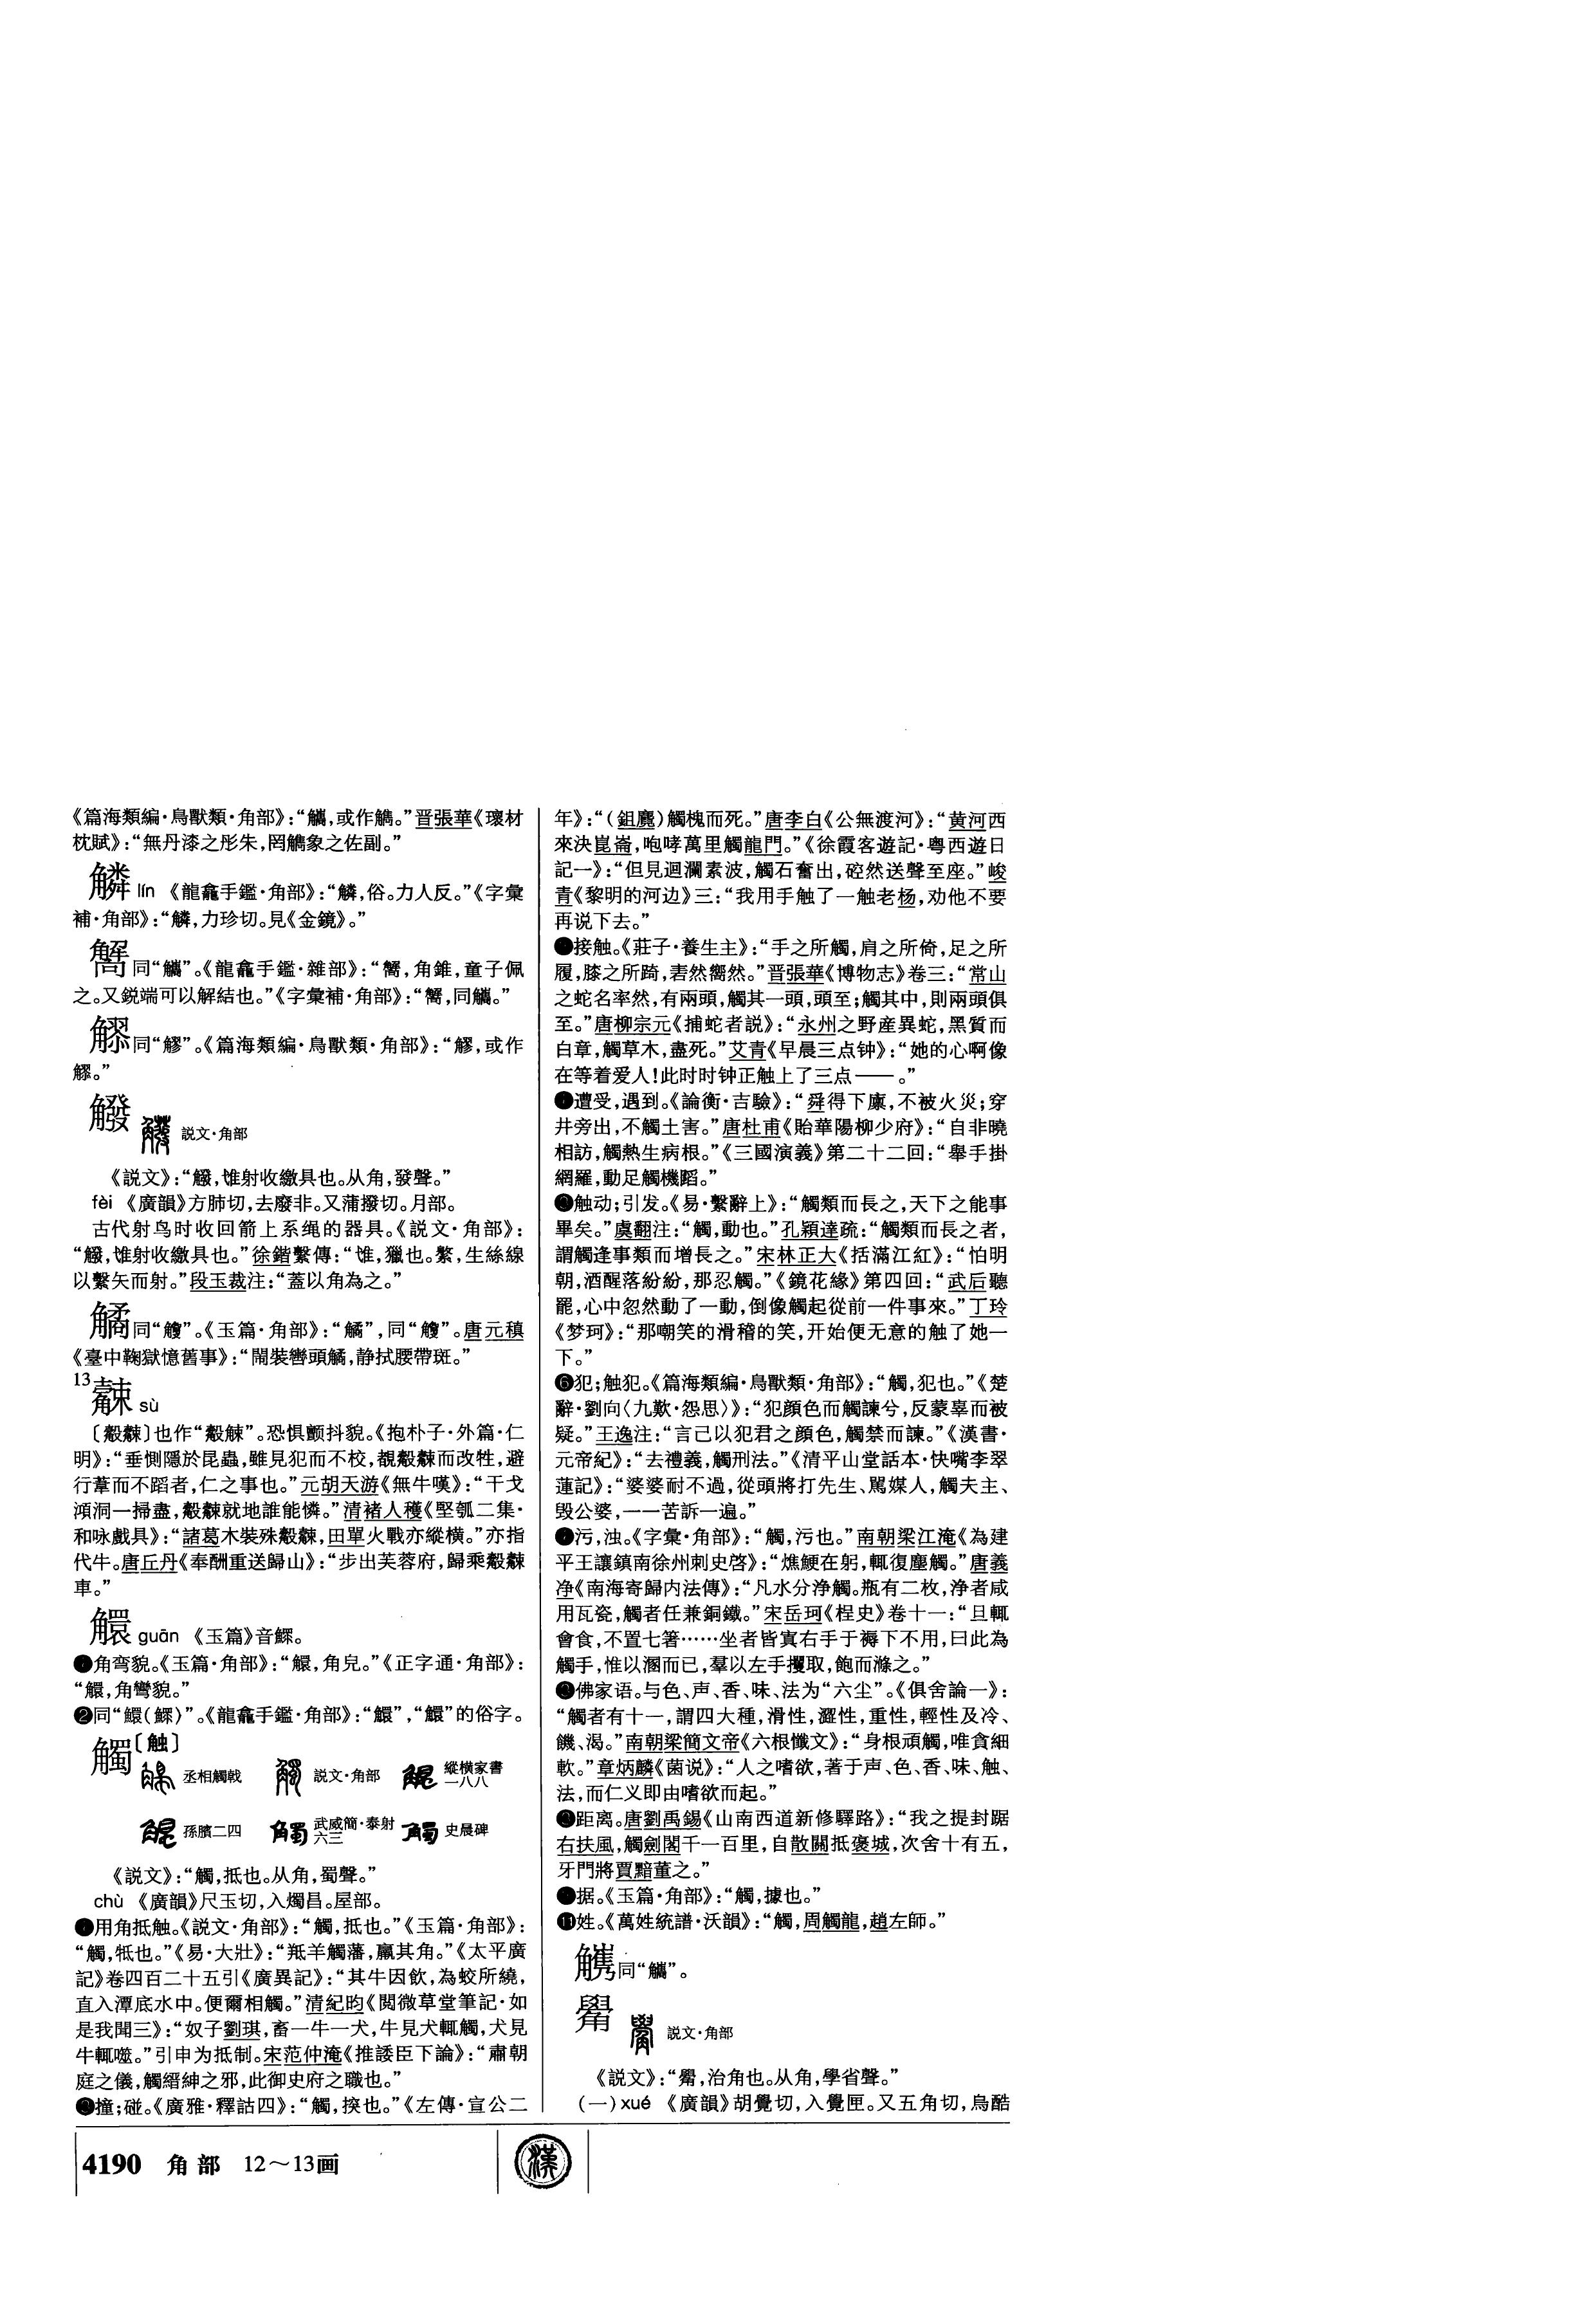 《篇海類編·鳥獸類·角部》：“觿，或作觹。”晋張華《瓌材
枕賦》：“無丹漆之彤朱，罔觹象之佐副。”
lín 《龍龕手鑑·角部》：“，俗。力人反。”《字彙
補·角部》：“，力珍切。見《金鏡》。”
同“觿”。《龍龕手鑑·雜部》：“，角錐，童子佩
之。又鋭端可以解結也。”《字彙補·角部》：“，同觿。”
同“觮”。《篇海類編·鳥獸類·角部》：“觮，或作
。”
觱 説文·角部
《説文》：“，惟射收繳具也。从角，發聲。”
fèi 《廣韻》方肺切，去廢非。又蒲撥切。月部。
古代射鸟时收回箭上系绳的器具。《説文·角部》：
“，惟射收繳具也。”徐鍇繫傳：“惟，獵也。繁，生絲線
以繫矢而射。”段玉裁注：“蓋以角為之。”
觼同“”。《玉篇·角部》：“”，同“”。唐元稹
《臺中鞫獄憶舊事》：“鬧裝轡頭，静拭腰帶斑。”
13 sù
〔觳〕也作“觳觫”。恐惧颤抖貌。《抱朴子·外篇·仁
明》：“垂惻隱於昆蟲，雖見犯而不校，覩觳而改牲，避
行葦而不蹈者，仁之事也。”元胡天游《無牛嘆》：“干戈
澒洞一掃盡，觳就地誰能憐。”清褚人穫《堅瓠二集·
和咏戲具》：“諸葛木裝殊觳，田單火戰亦縱横。”亦指
代牛。唐丘丹《奉酬重送歸山》：“步出芙蓉府，歸乘觳
車。”
guān 《玉篇》音鰥。
❶角弯貌。《玉篇·角部》：“，角皃。”《正字通·角部》：
“，角彎貌。”
❷同“（鰥）”。《龍龕手鑑·角部》：“”，“”的俗字。
觸〔触〕
丞相觸戟 説文·角部 縱横家書一八八
孫臏二四 武威簡·泰射六三 史晨碑
《説文》：“觸，抵也。从角，蜀聲。”
chù 《廣韻》尺玉切，入燭昌。屋部。
❶用角抵触。《説文·角部》：“觸，抵也。”《玉篇·角部》：
“觸，牴也。”《易·大壯》：“羝羊觸藩，羸其角。”《太平廣
記》卷四百二十五引《廣異記》：“其牛因飲，為蛟所繞，
直入潭底水中。便爾相觸。”清紀昀《閲微草堂筆記·如
是我聞三》：“奴子劉琪，畜一牛一犬，牛見犬輒觸，犬見
牛輒噬。”引申为抵制。宋范仲淹《推諉臣下論》：“肅朝
庭之儀，觸縉紳之邪，此御史府之職也。”
❷撞；碰。《廣雅·釋詁四》：“觸，㨒也。”《左傳·宣公二
年》：“（鉏麑）觸槐而死。”唐李白《公無渡河》：“黄河西
來決崑崙，咆哮萬里觸龍門。”《徐霞客遊記·粤西遊日
記一》：“但見迴瀾素波，觸石奮出，硿然送聲至座。”峻
青《黎明的河边》三：“我用手触了一触老杨，劝他不要
再说下去。”
❸接触。《莊子·養生主》：“手之所觸，肩之所倚，足之所
履，膝之所踦，砉然嚮然。”晋張華《博物志》卷三：“常山
之蛇名率然，有兩頭，觸其一頭，頭至；觸其中，則兩頭俱
至。”唐柳宗元《捕蛇者説》：“永州之野産異蛇，黑質而
白章，觸草木，盡死。”艾青《早晨三点钟》：“她的心啊像
在等着爱人！此时时钟正触上了三点——。”
❹遭受，遇到。《論衡·吉驗》：“舜得下廩，不被火災；穿
井旁出，不觸土害。”唐杜甫《貽華陽柳少府》：“自非曉
相訪，觸熱生病根。”《三國演義》第二十二回：“舉手掛
網羅，動足觸機蹈。”
❺触动；引发。《易·繫辭上》：“觸類而長之，天下之能事
畢矣。”虞翻注：“觸，動也。”孔穎達疏：“觸類而長之者，
謂觸逢事類而增長之。”宋林正大《括滿江紅》：“怕明
朝，酒醒落紛紛，那忍觸。”《鏡花緣》第四回：“武后聽
罷，心中忽然動了一動，倒像觸起從前一件事來。”丁玲
《梦珂》：“那嘲笑的滑稽的笑，开始便无意的触了她一
下。”
❻犯；触犯。《篇海類編·鳥獸類·角部》：“觸，犯也。”《楚
辭·劉向〈九歎·怨思〉》：“犯顔色而觸諫兮，反蒙辜而被
疑。”王逸注：“言己以犯君之顔色，觸禁而諫。”《漢書·
元帝紀》：“去禮義，觸刑法。”《清平山堂話本·快嘴李翠
蓮記》：“婆婆耐不過，從頭將打先生、駡媒人，觸夫主、
毁公婆，一一苦訴一遍。”
❼污，浊。《字彙·角部》：“觸，污也。”南朝梁江淹《為建
平王讓鎮南徐州刺史啓》：“憔鯁在躬，輒復塵觸。”唐義
净《南海寄歸内法傳》：“凡水分浄觸。瓶有二枚，浄者咸
用瓦瓷，觸者任兼銅鐵。”宋岳珂《桯史》卷十一：“旦輒
會食，不置匕箸……坐者皆寘右手于褥下不用，曰此為
觸手，惟以溷而已，羣以左手攫取，飽而滌之。”
❽佛家语。与色、声、香、味、法为“六尘”。《俱舍論一》：
“觸者有十一，謂四大種，滑性，澀性，重性，輕性及冷、
饑、渴。”南朝梁簡文帝《六根懺文》：“身根頑觸，唯貪細
軟。”章炳麟《菌说》：“人之嗜欲，著于声、色、香、味、触、
法，而仁义即由嗜欲而起。”
❾距离。唐劉禹錫《山南西道新修驛路》：“我之提封踞
右扶風，觸劍閣千一百里，自散關抵褒城，次舍十有五，
牙門將賈黯董之。”
❿据。《玉篇·角部》：“觸，據也。”
⓫姓。《萬姓統譜·沃韻》：“觸，周觸龍，趙左師。”
同“觿”。
觷 説文·角部
《説文》：“觷，治角也。从角，學省聲。”
（一）xué 《廣韻》胡覺切，入覺匣。又五角切，烏酷
4190 角部 12～13画
漢